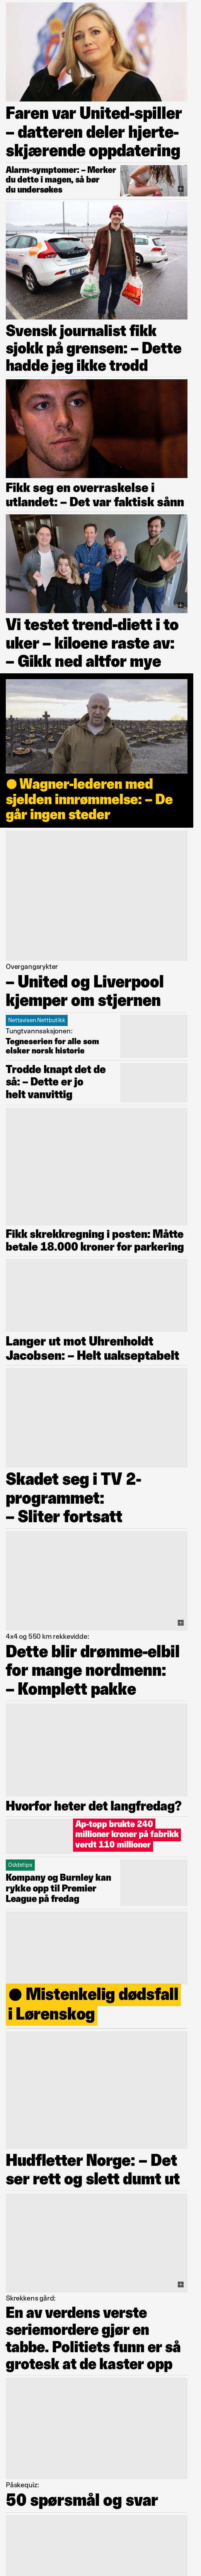 Faren var United-spiller
– datteren deler hjerte-
skjærende oppdatering
Alarm-symptomer: – Merker
du dette i magen, så bør
du undersøkes
Svensk journalist fikk
sjokk på grensen: – Dette
hadde jeg ikke trodd
Fikk seg en overraskelse i
utlandet: – Det var faktisk sånn
Vi testet trend-diett i to
uker – kiloene raste av:
– Gikk ned altfor mye
Wagner-lederen med
sjelden innrømmelse: – De
går ingen steder
Overgangsrykter
– United og Liverpool
kjemper om stjernen
Nettavisen Nettbutikk
Tungtvannsaksjonen:
Tegneserien for alle som
elsker norsk historie
Trodde knapt det de
så: – Dette er jo
helt vanvittig
Fikk skrekkregning i posten: Måtte
betale 18.000 kroner for parkering
Langer ut mot Uhrenholdt
Jacobsen: – Helt uakseptabelt
Skadet seg i TV 2-
programmet:
– Sliter fortsatt
4x4 og 550 km rekkevidde:
Dette blir drømme-elbil
for mange nordmenn:
– Komplett pakke
Hvorfor heter det langfredag?
Ap-topp brukte 240
millioner kroner på fabrikk
verdt 110 millioner
Oddstips
Kompany og Burnley kan
rykke opp til Premier
League på fredag
Mistenkelig dødsfall
i Lørenskog
Hudfletter Norge: – Det
ser rett og slett dumt ut
Skrekkens gård:
En av verdens verste
seriemordere gjør en
tabbe. Politiets funn er så
grotesk at de kaster opp
Påskequiz:
50 spørsmål og svar